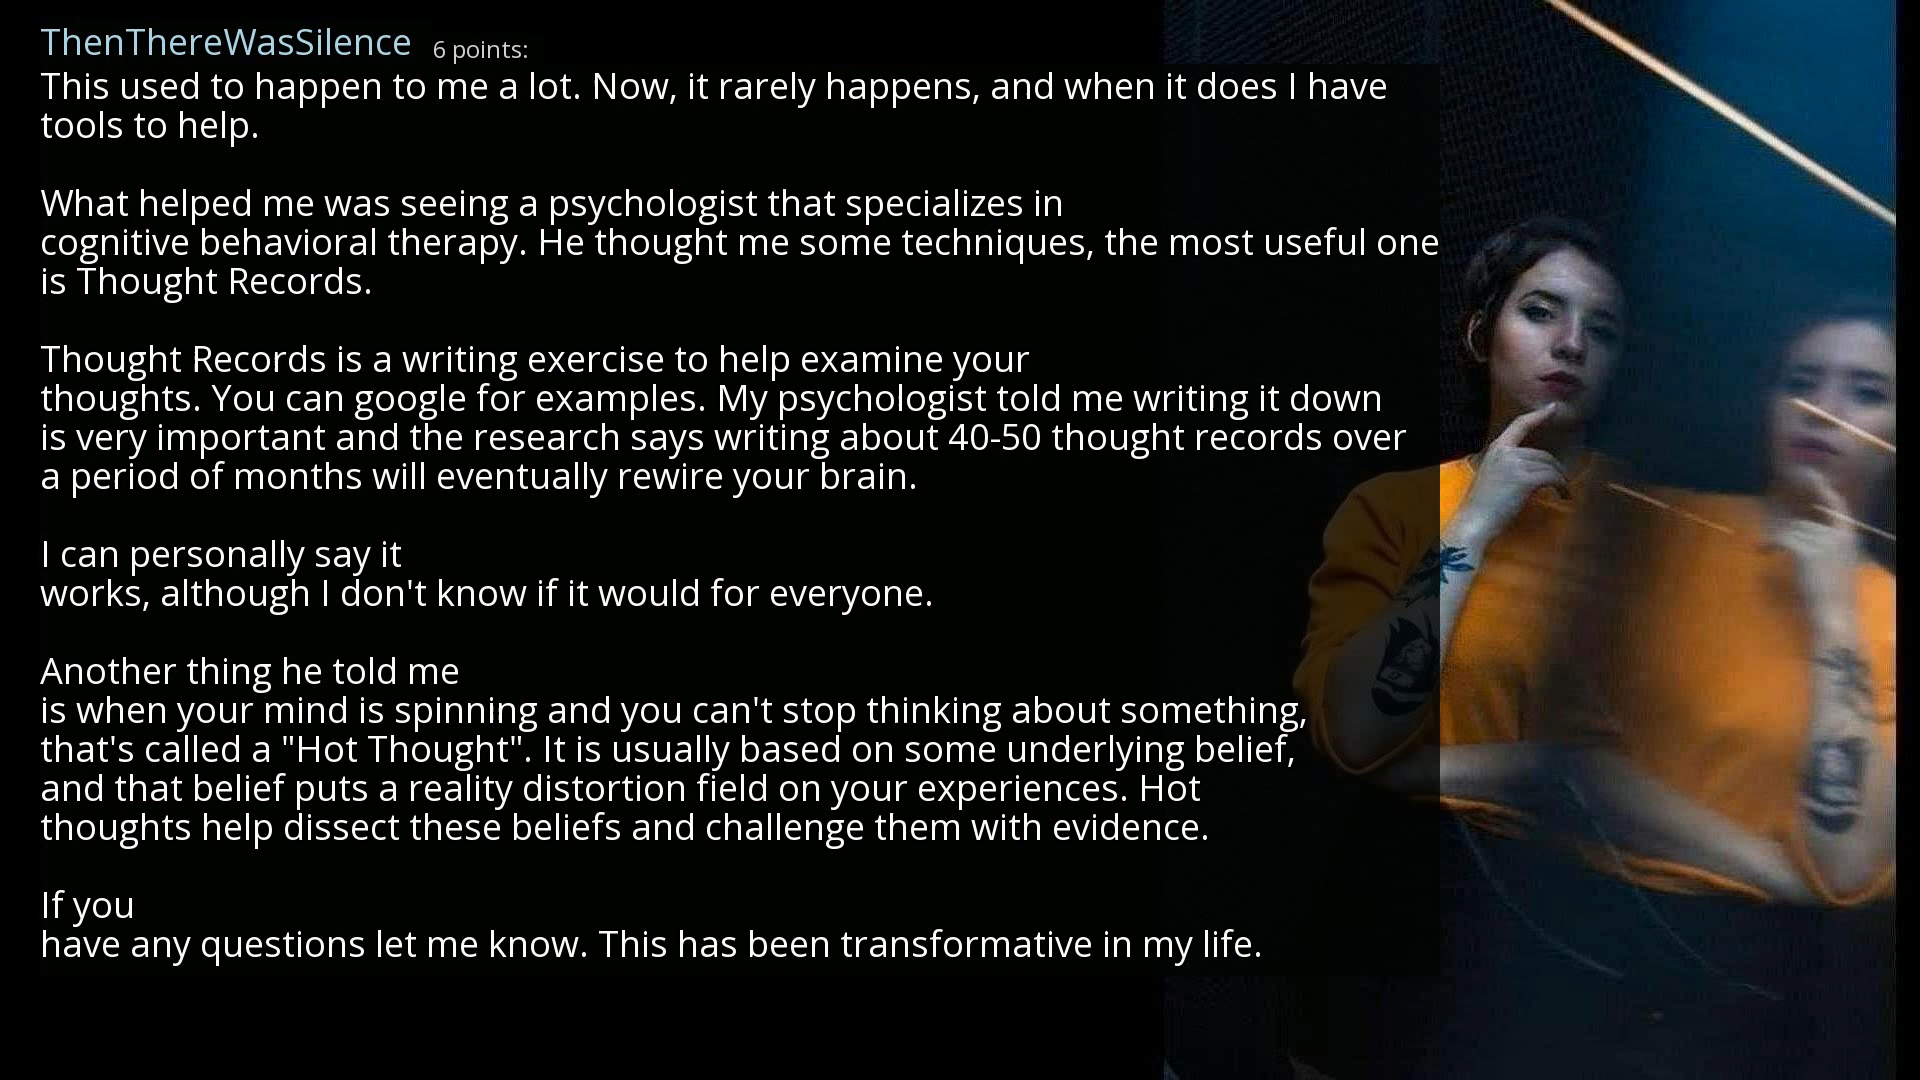 ThenThereWasSilence 6 points:
This used to happen to me a lot. Now, it rarely happens, and when it does I have
tools to help.
What helped me was seeing a psychologist that specializes in
cognitive behavioral therapy. He thought me some techniques, the most useful one
is Thought Records.
Thought Records is a writing exercise to help examine your
thoughts. You can google for examples. My psychologist told me writing it down
is very important and the research says writing about 40-50 thought records over
a period of months will eventually rewire your brain.
I can personally say it
works, although I don't know if it would for everyone.
Another thing he told me
is when your mind is spinning and you can't stop thinking about something,
that's called a "Hot Thought". It is usually based on some underlying belief,
and that belief puts a reality distortion field on your experiences. Hot
thoughts help dissect these beliefs and challenge them with evidence.
If you
have any questions let me know. This has been transformative in my life.